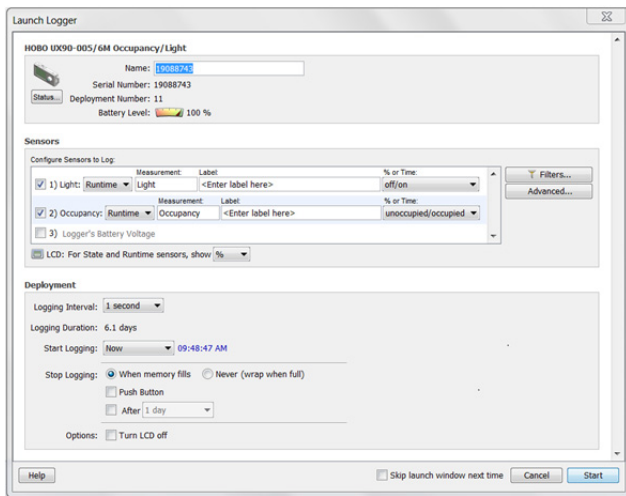 Launch Logger
HOBO UX90-005/6M Occupancy/Light
Name: 19088743
Serial Number: 19088743
Status... Deployment Number: 11
Battery Level: 100 %
Sensors
Configure Sensors to Log:
Measurement: Label: % or Time:
1) Light: Runtime Light <Enter label here> off/on
Filters...
Advanced...
Measurement: Label: % or Time:
2) Occupancy: Runtime Occupancy <Enter label here> unoccupied/occupied
3) Logger's Battery Voltage
LCD: For State and Runtime sensors, show %
Deployment
Logging Interval: 1 second
Logging Duration: 6.1 days
Start Logging: Now 09:48:47 AM
Stop Logging: When memory fills Never (wrap when full)
Push Button
After 1 day
Options: Turn LCD off
Help Skip launch window next time Cancel Start